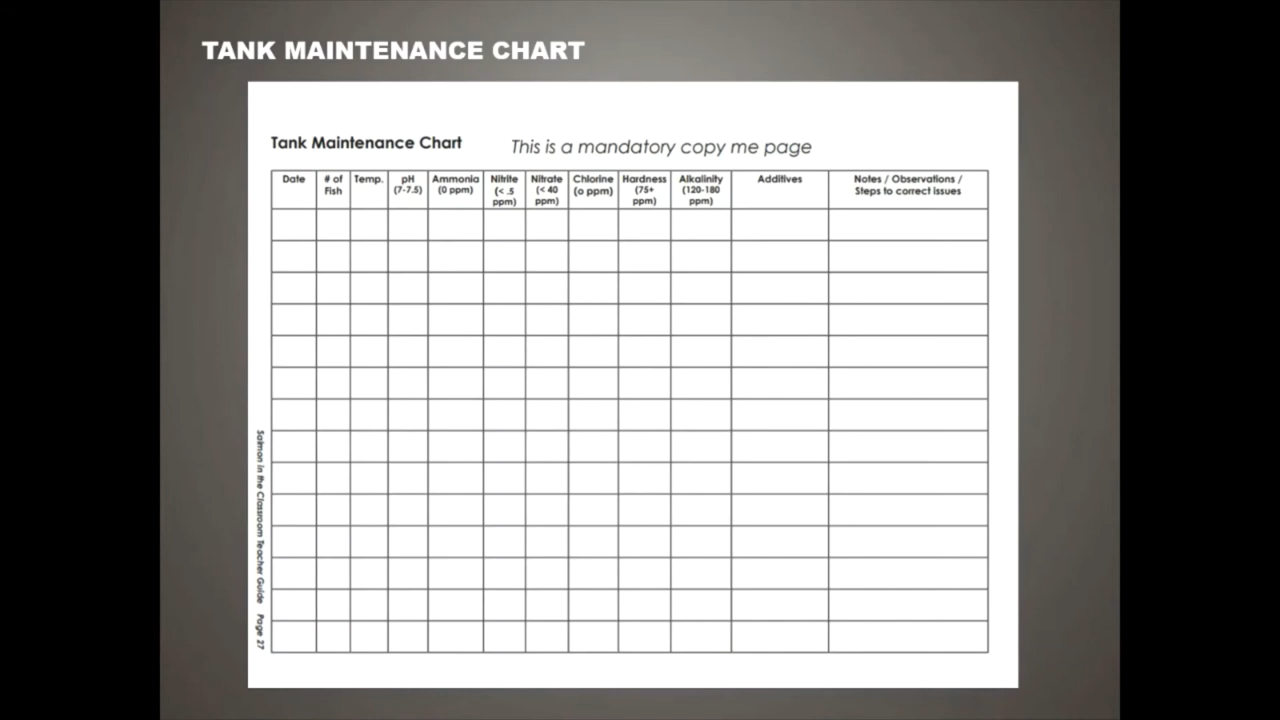 TANK MAINTENANCE CHART
Tank Maintenance Chart
This is a mandatory copy me page
Date
# of
Fish
Temp.
pH
(7-7.5)
Ammonia
(0 ppm)
Nitrite
(< .5
ppm)
Nitrate
(< 40
ppm)
Chlorine
(o ppm)
Hardness
(75+
ppm)
Alkalinity
(120-180
ppm)
Additives
Notes / Observations /
Steps to correct issues
Salmon in the Classroom Teacher Guide Page 27